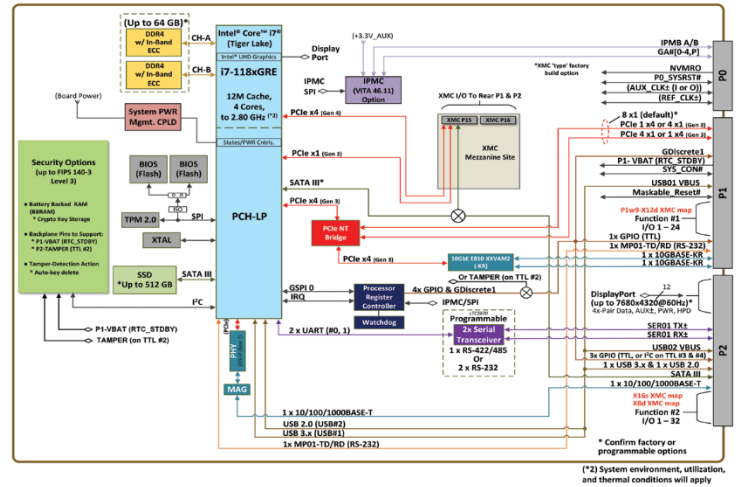 (Up to 64 GB)*
DDR4
w/ In-Band
ECC
CH-A
DDR4
w/ In-Band
ECC
CH-B
Intel® Core™ i7®
(Tiger Lake)
Intel® UHD Graphics
i7-118xGRE
12M Cache,
4 Cores,
to 2.80 GHz (*2)
States/PWR Cntrls.
PCH-LP
Display
Port
IPMC
SPI
(+3.3V_AUX)
IPMC
(VITA 46.11)
Option
*XMC 'type' factory
build option
IPMB A/B
GA#[0-4,P]
NVMRO
P0_SYSRST#
(AUX_CLK± (I or O))
(REF_CLK±)
P0
(Board Power)
System PWR
Mgmt. CPLD
PCIe x4 (Gen 4)
PCIe x1 (Gen 3)
SATA III*
PCIe x4 (Gen 3)
XMC I/O To Rear P1 & P2
XMC P15
XMC P16
XMC
Mezzanine Site
8 x1 (default)*
PCIe 1 x4 or 4 x1 (Gen 3)
PCIe 4 x1 or 1 x4 (Gen 3)
GDiscrete1
P1- VBAT (RTC_STDBY)
SYS_CON#
USB01 VBUS
Maskable_Reset#
P1w9-X12d XMC map
Function #1
I/O 1 – 24
1x GPIO (TTL)
1x MP01-TD/RD (RS-232)
1 x 10GBASE-KR
1 x 10GBASE-KR
P1
Security Options
(up to FIPS 140-3
Level 3)
Battery Backed RAM
(BBRAM)
* Crypto Key Storage
Backplane Pins to Support:
* P1-VBAT (RTC_STDBY)
* P2-TAMPER (TTL #2)
Tamper-Detection Action
* Auto-key delete
BIOS
(Flash)
BIOS
(Flash)
TPM 2.0
SPI
XTAL
SSD
*Up to 512 GB
SATA III
I²C
P1-VBAT (RTC_STDBY)
TAMPER (on TTL #2)
PCIe NT
Bridge
PCIe x4 (Gen 3)
10GbE E810-XXVAM2
(-KR)
Or TAMPER (on TTL #2)
GSPI 0
IRQ
Processor
Register
Controller
Watchdog
4x GPIO & GDiscrete1
IPMC/SPI
2 x UART (#0, 1)
LTC2870
Programmable
2x Serial
Transceiver
1 x RS-422/485
Or
2 x RS-232
(PCIe)
PHY
MAG
12
DisplayPort
(up to 7680x4320@60Hz)*
4x-Pair Data, AUX±, PWR, HPD
SER01 TX±
SER01 RX±
USB02 VBUS
3x GPIO (TTL, or I²C on TTL #3 & #4)
1 x USB 3.x & 1 x USB 2.0
SATA III
1 x 10/100/1000BASE-T
X16s XMC map
X8d XMC map
Function #2
I/O 1 – 32
P2
1 x 10/100/1000BASE-T
USB 2.0 (USB#2)
USB 3.x (USB#1)
1x MP01-TD/RD (RS-232)
* Confirm factory or
programmable options
(*2) System environment, utilization,
and thermal conditions will apply